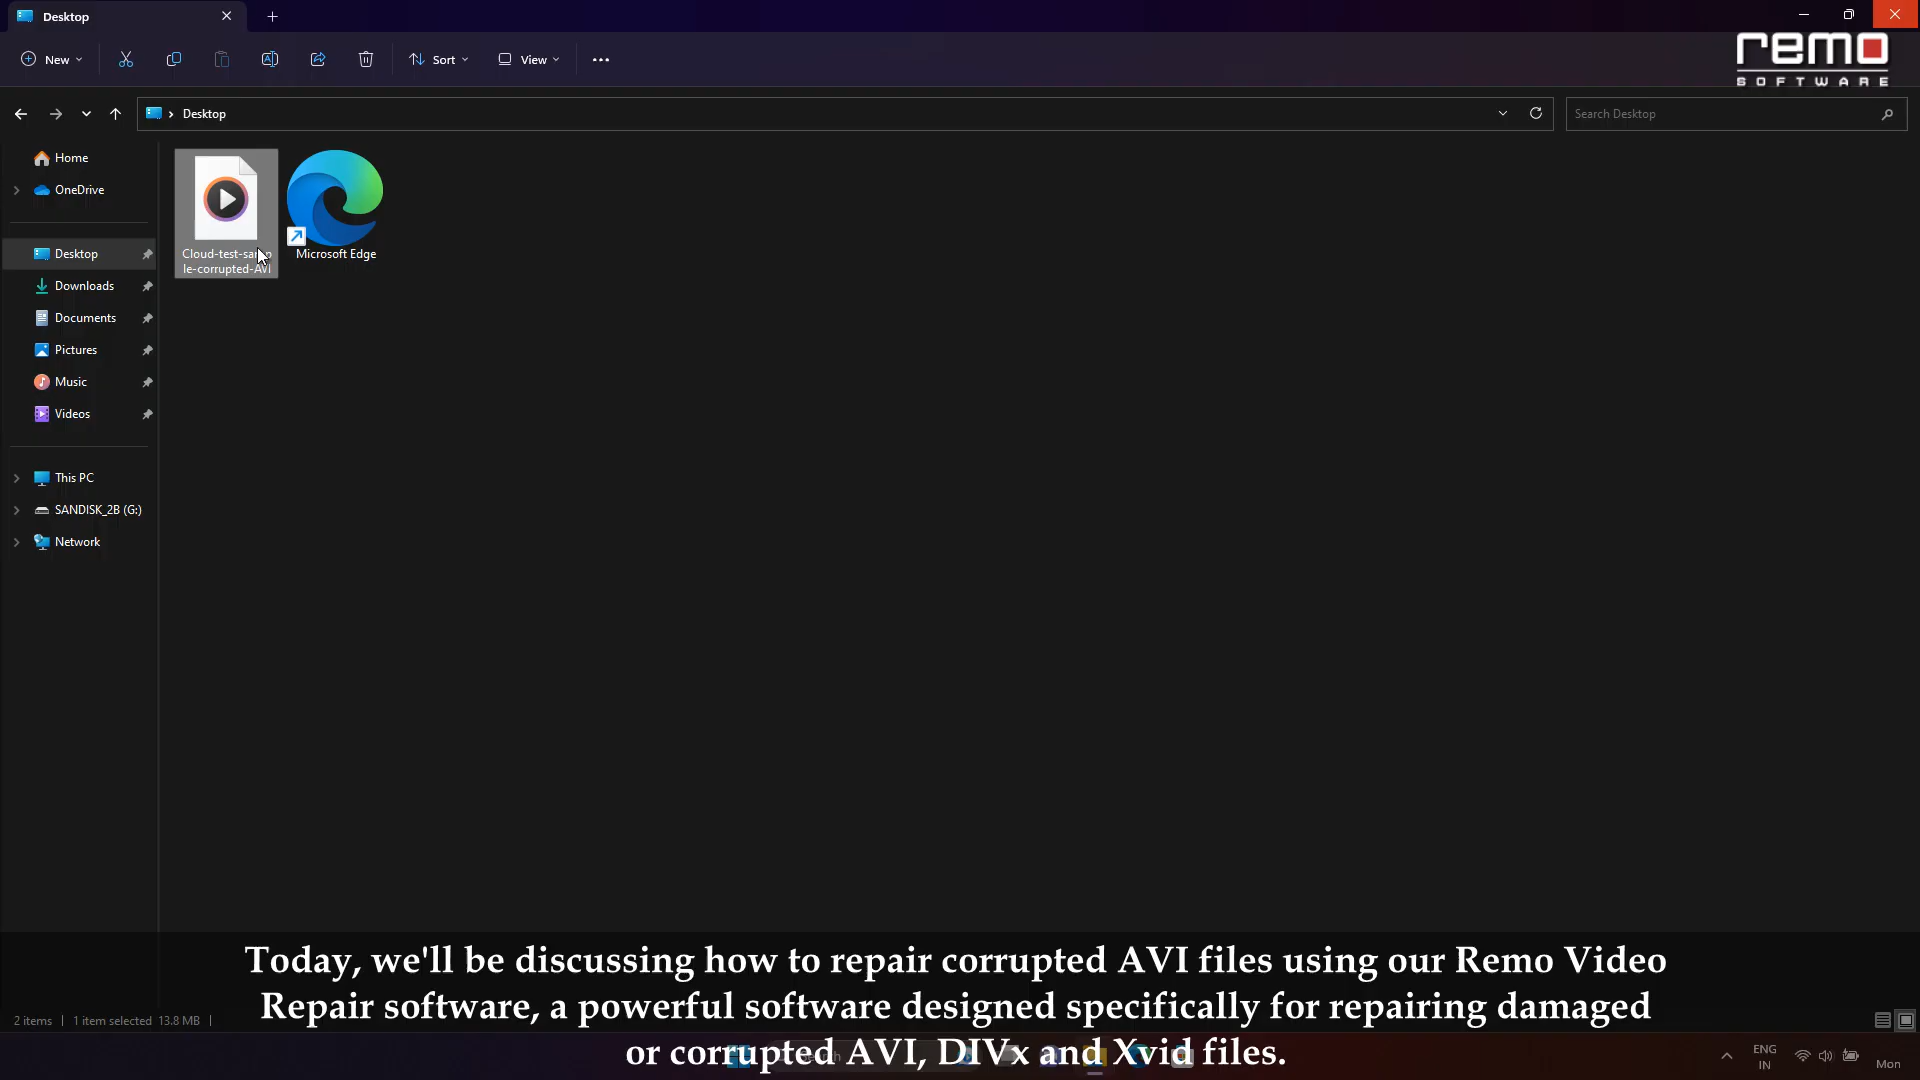 Desktop
remo
SOFTWARE
New
Sort
View
Desktop
Search Desktop
Home
OneDrive
Desktop
Downloads
Documents
Pictures
Music
Videos
This PC
SANDISK_2B (G:)
Network
le-corrupted-AVI
Microsoft Edge
Today, we'll be discussing how to repair corrupted AVI files using our Remo Video
Repair software, a powerful software designed specifically for repairing damaged
or corrupted AVI, DIVx and Xvid files.
2 items
1 item selected 13.8 MB
ENG
IN
Mon